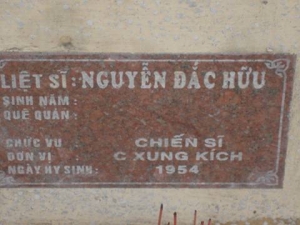 LIỆT SĨ : NGUYỄN ĐẮC HỮU
SINH NĂM :
QUÊ QUÁN :
CHỨC VỤ : CHIẾN SĨ
ĐƠN VỊ : C XUNG KÍCH
NGÀY HY SINH : 1954